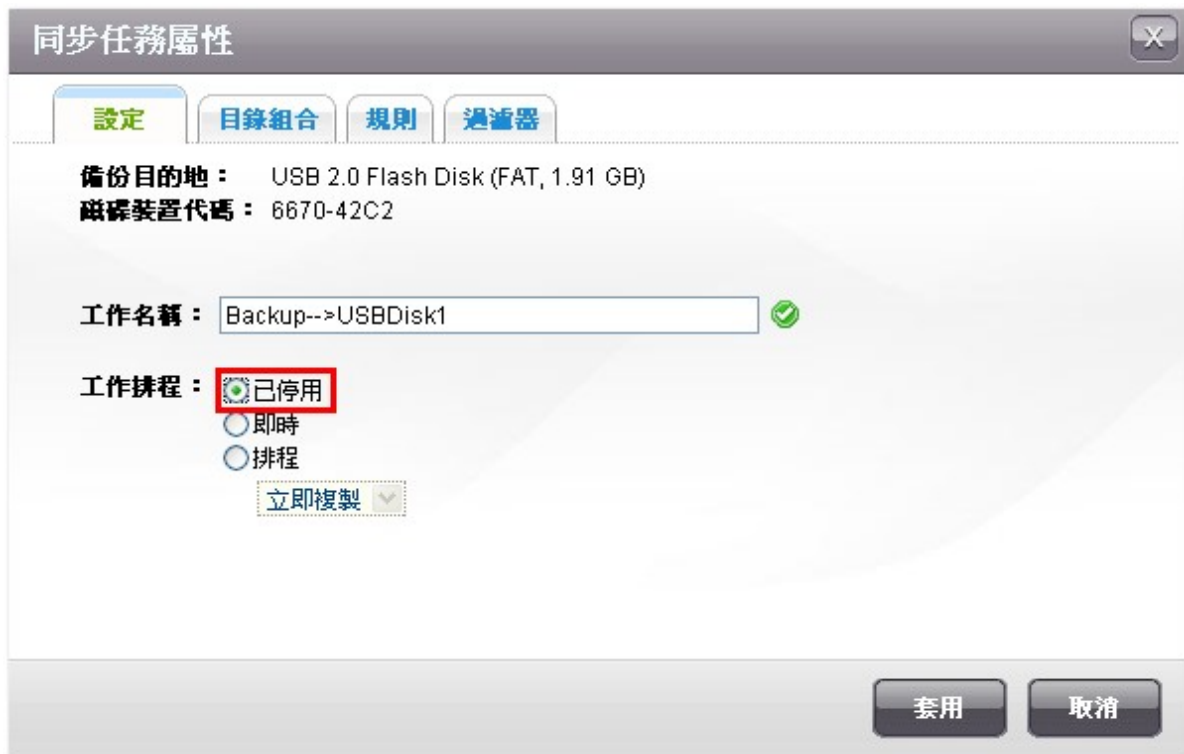 同步任務屬性
X
設定 目錄組合 規則 過濾器
備份目的地： USB 2.0 Flash Disk (FAT, 1.91 GB)
磁碟裝置代碼： 6670-42C2
工作名稱： Backup-->USBDisk1
工作排程： 已停用
即時
排程
立即複製
套用 取消